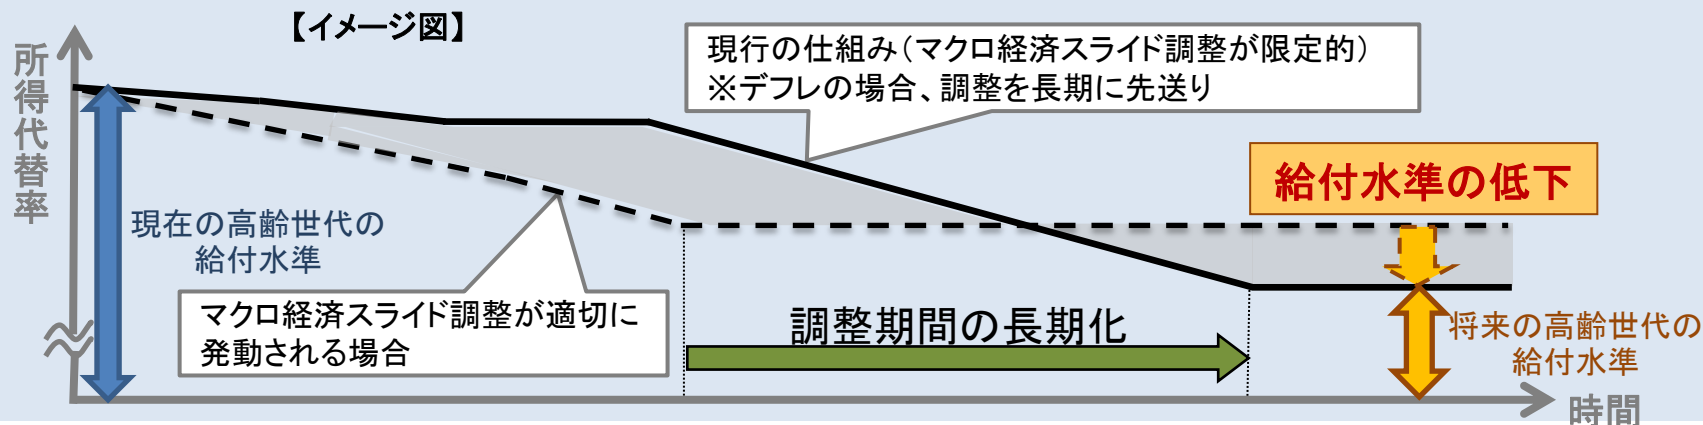 【イメージ図】
所得代替率
現行の仕組み(マクロ経済スライド調整が限定的)
※デフレの場合、調整を長期に先送り
給付水準の低下
現在の高齢世代の
給付水準
マクロ経済スライド調整が適切に
発動される場合
調整期間の長期化
将来の高齢世代の
給付水準
時間